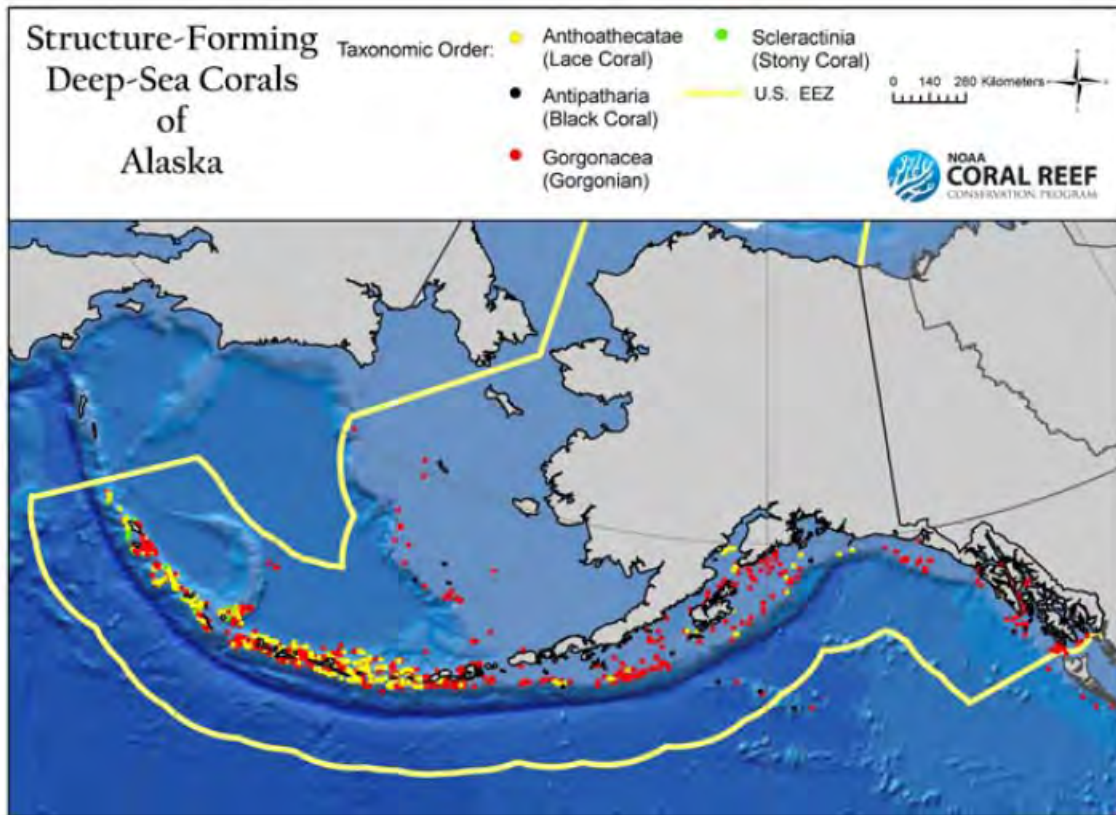 Structure-Forming
Deep-Sea Corals
of
Alaska
Taxonomic Order:
Anthoathecatae
(Lace Coral)
Antipatharia
(Black Coral)
Gorgonacea
(Gorgonian)
Scleractinia
(Stony Coral)
U.S. EEZ
0 140 280 Kilometers
NOAA
CORAL REEF
CONSERVATION PROGRAM